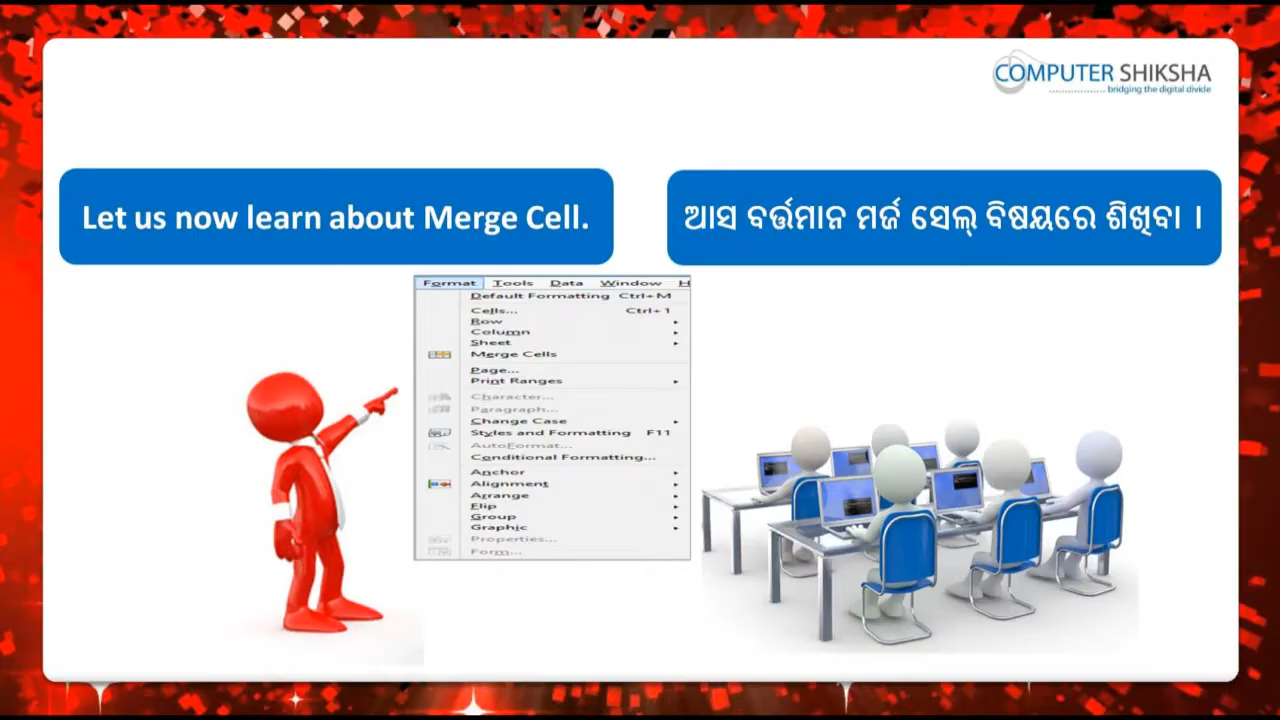 COMPUTER SHIKSHA
bridging the digital divide
Let us now learn about Merge Cell.
ଆସ ବର୍ତ୍ତମାନ ମର୍ଜ ସେଲ୍ ବିଷୟରେ ଶିଖିବା ।
Format Tools Data Window H
Default Formatting Ctrl+M
Cells... Ctrl+1
Row
Column
Sheet
Merge Cells
Page...
Print Ranges
Character...
Paragraph...
Change Case
Styles and Formatting F11
AutoFormat...
Conditional Formatting...
Anchor
Alignment
Arrange
Flip
Group
Graphic
Properties...
Form...